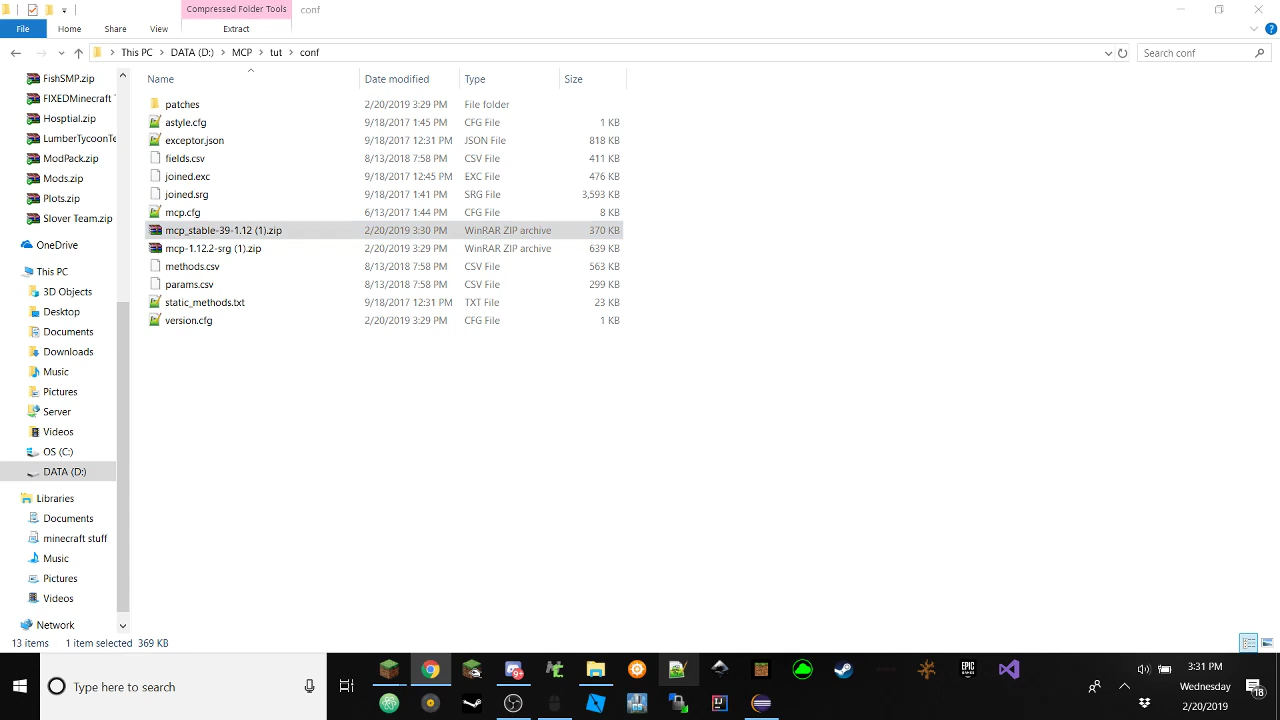 Compressed Folder Tools conf
File Home Share View Extract
This PC DATA (D:) MCP tut conf Search conf
Name Date modified Type Size
FishSMP.zip
FIXEDMinecraft
Hosptial.zip
LumberTycoonTe
ModPack.zip
Mods.zip
Plots.zip
Slover Team.zip
OneDrive
This PC
3D Objects
Desktop
Documents
Downloads
Music
Pictures
Server
Videos
OS (C:)
DATA (D:)
Libraries
Documents
minecraft stuff
Music
Pictures
Videos
Network
patches 2/20/2019 3:29 PM File folder
astyle.cfg 9/18/2017 1:45 PM CFG File 1 KB
exceptor.json 9/18/2017 12:31 PM JSON File 818 KB
fields.csv 8/13/2018 7:58 PM CSV File 411 KB
joined.exc 9/18/2017 12:45 PM EXC File 476 KB
joined.srg 9/18/2017 1:41 PM SRG File 3,593 KB
mcp.cfg 6/13/2017 1:44 PM CFG File 8 KB
mcp_stable-39-1.12 (1).zip 2/20/2019 3:30 PM WinRAR ZIP archive 370 KB
mcp-1.12.2-srg (1).zip 2/20/2019 3:29 PM WinRAR ZIP archive 639 KB
methods.csv 8/13/2018 7:58 PM CSV File 563 KB
params.csv 8/13/2018 7:58 PM CSV File 299 KB
static_methods.txt 9/18/2017 12:31 PM TXT File 23 KB
version.cfg 2/20/2019 3:29 PM CFG File 1 KB
13 items 1 item selected 369 KB
Type here to search
EPIC GAMES
3:31 PM
Wednesday
2/20/2019
18